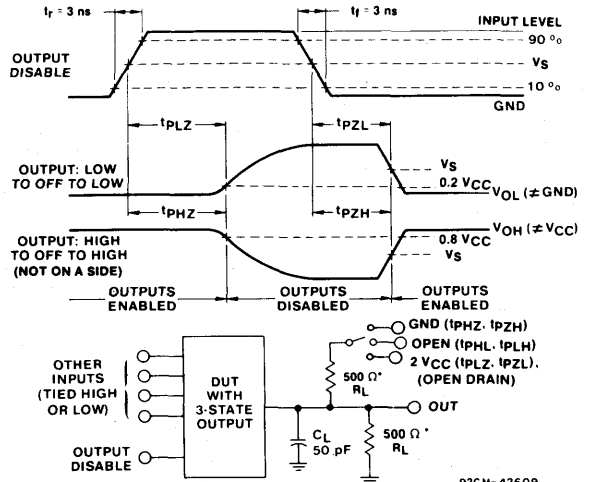 tr = 3 ns
tf = 3 ns
INPUT LEVEL
90 %
OUTPUT DISABLE
VS
10 %
GND
tPLZ
tPZL
OUTPUT: LOW TO OFF TO LOW
VS
0.2 VCC
VOL (≠ GND)
tPHZ
tPZH
OUTPUT: HIGH TO OFF TO HIGH (NOT ON A SIDE)
VOH (≠ VCC)
0.8 VCC
VS
OUTPUTS ENABLED
OUTPUTS DISABLED
OUTPUTS ENABLED
GND (tPHZ, tPZH)
OPEN (tPHL, tPLH)
2 VCC (tPLZ, tPZL),
(OPEN DRAIN)
OTHER INPUTS (TIED HIGH OR LOW)
DUT WITH 3-STATE OUTPUT
500 Ω*
RL
OUT
OUTPUT DISABLE
CL
50 pF
500 Ω*
RL